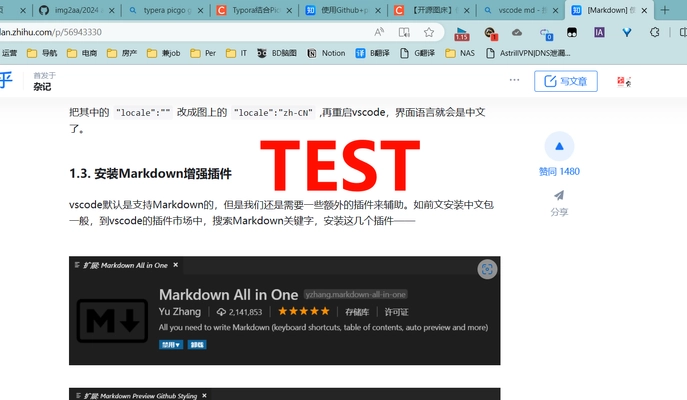 img2aa/2024
typera picgo
Typora结合Pic
使用Github+p
【开源图床】
vscode md -
[Markdown]
lan.zhihu.com/p/56943330
运营
导航
电商
房产
兼job
Per
IT
BD脑图
Notion
B翻译
G翻译
NAS
AstrillVPN|DNS泄漏...
乎
首发于
杂记
写文章
把其中的 "locale":"" 改成图上的 "locale":"zh-CN" ,再重启vscode，界面语言就会是中文
了。
TEST
1.3. 安装Markdown增强插件
vscode默认是支持Markdown的，但是我们还是需要一些额外的插件来辅助。如前文安装中文包
一般，到vscode的插件市场中，搜索Markdown关键字，安装这几个插件——
赞同 1480
分享
扩展: Markdown All in One
Markdown All in One yzhang.markdown-all-in-one
Yu Zhang 2,141,853 存储库 许可证
All you need to write Markdown (keyboard shortcuts, table of contents, auto preview and more)
禁用 卸载
扩展: Markdown Preview Github Styling